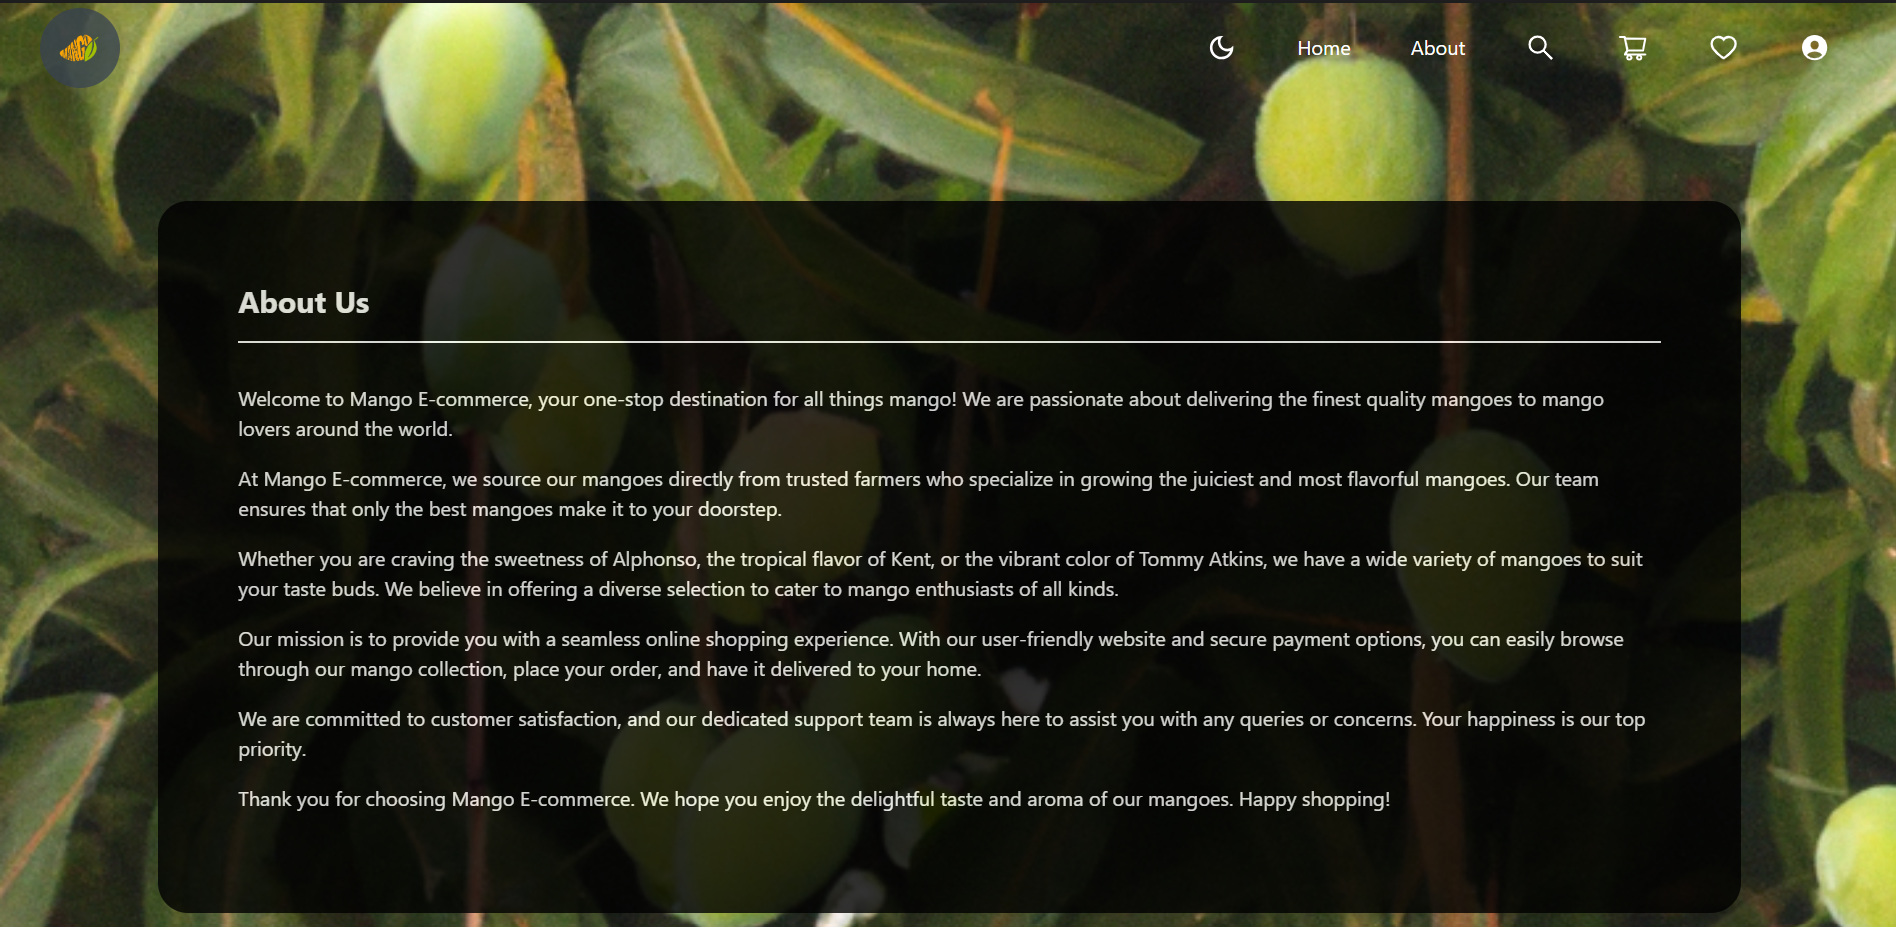 MANGO
Home
About
About Us
Welcome to Mango E-commerce, your one-stop destination for all things mango! We are passionate about delivering the finest quality mangoes to mango
lovers around the world.
At Mango E-commerce, we source our mangoes directly from trusted farmers who specialize in growing the juiciest and most flavorful mangoes. Our team
ensures that only the best mangoes make it to your doorstep.
Whether you are craving the sweetness of Alphonso, the tropical flavor of Kent, or the vibrant color of Tommy Atkins, we have a wide variety of mangoes to suit
your taste buds. We believe in offering a diverse selection to cater to mango enthusiasts of all kinds.
Our mission is to provide you with a seamless online shopping experience. With our user-friendly website and secure payment options, you can easily browse
through our mango collection, place your order, and have it delivered to your home.
We are committed to customer satisfaction, and our dedicated support team is always here to assist you with any queries or concerns. Your happiness is our top
priority.
Thank you for choosing Mango E-commerce. We hope you enjoy the delightful taste and aroma of our mangoes. Happy shopping!